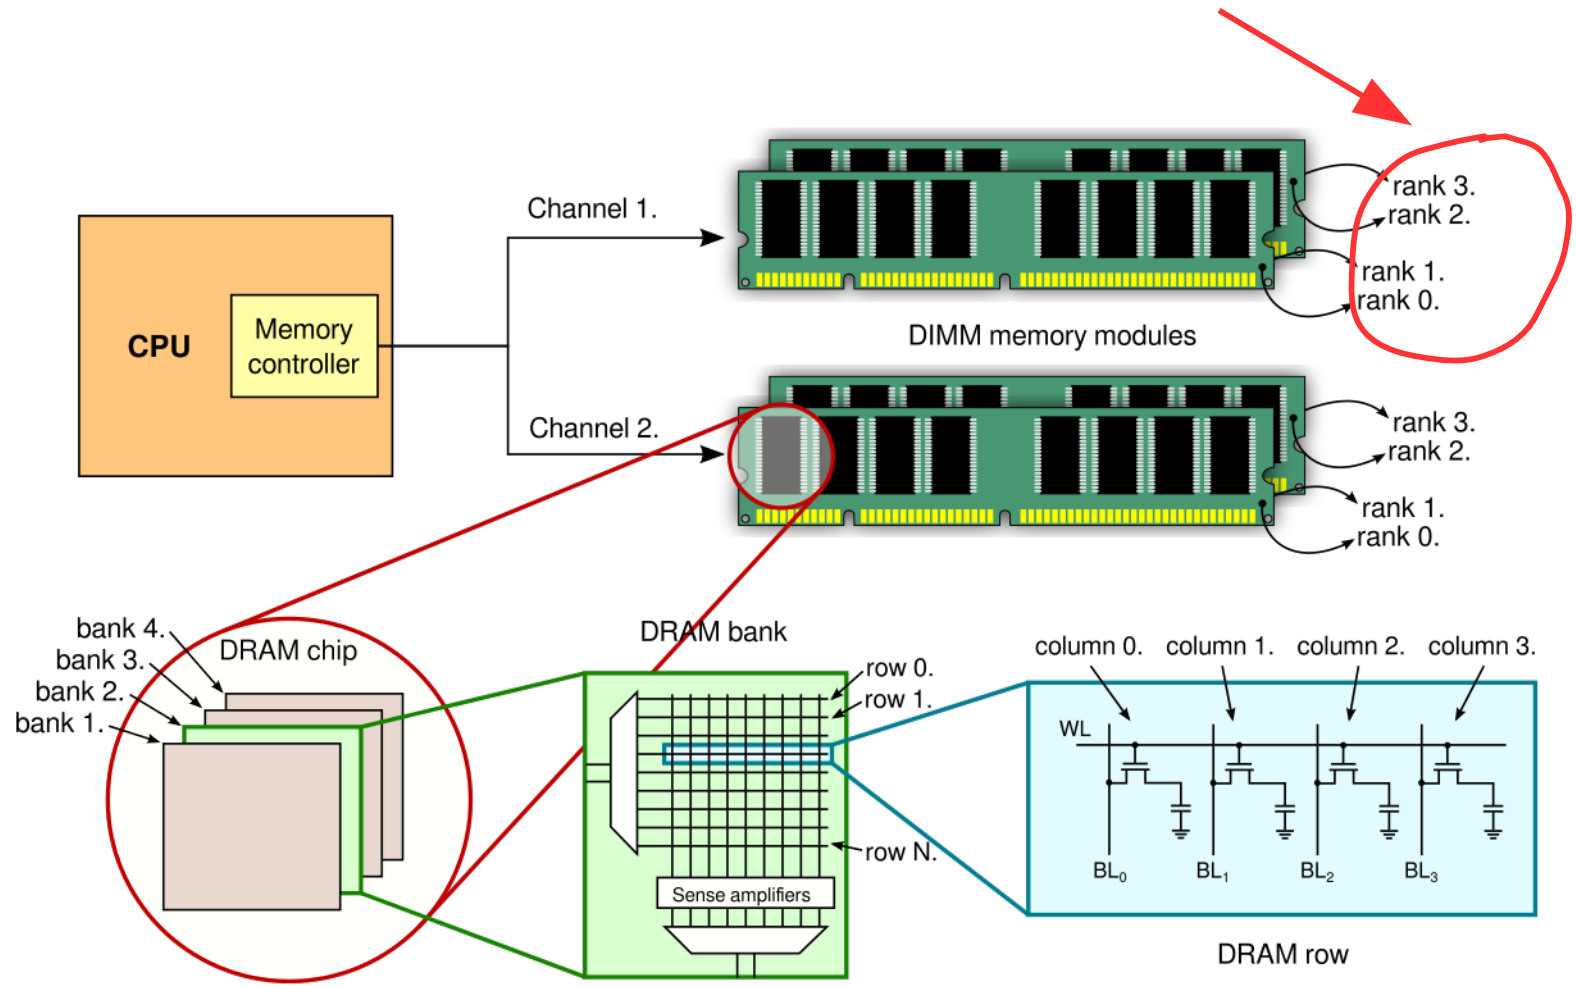 Channel 1.
rank 3.
rank 2.
rank 1.
rank 0.
CPU
Memory
controller
DIMM memory modules
Channel 2.
rank 3.
rank 2.
rank 1.
rank 0.
bank 4.
bank 3.
bank 2.
bank 1.
DRAM chip
DRAM bank
row 0.
row 1.
row N.
Sense amplifiers
column 0. column 1. column 2. column 3.
WL
BL0 BL1 BL2 BL3
DRAM row